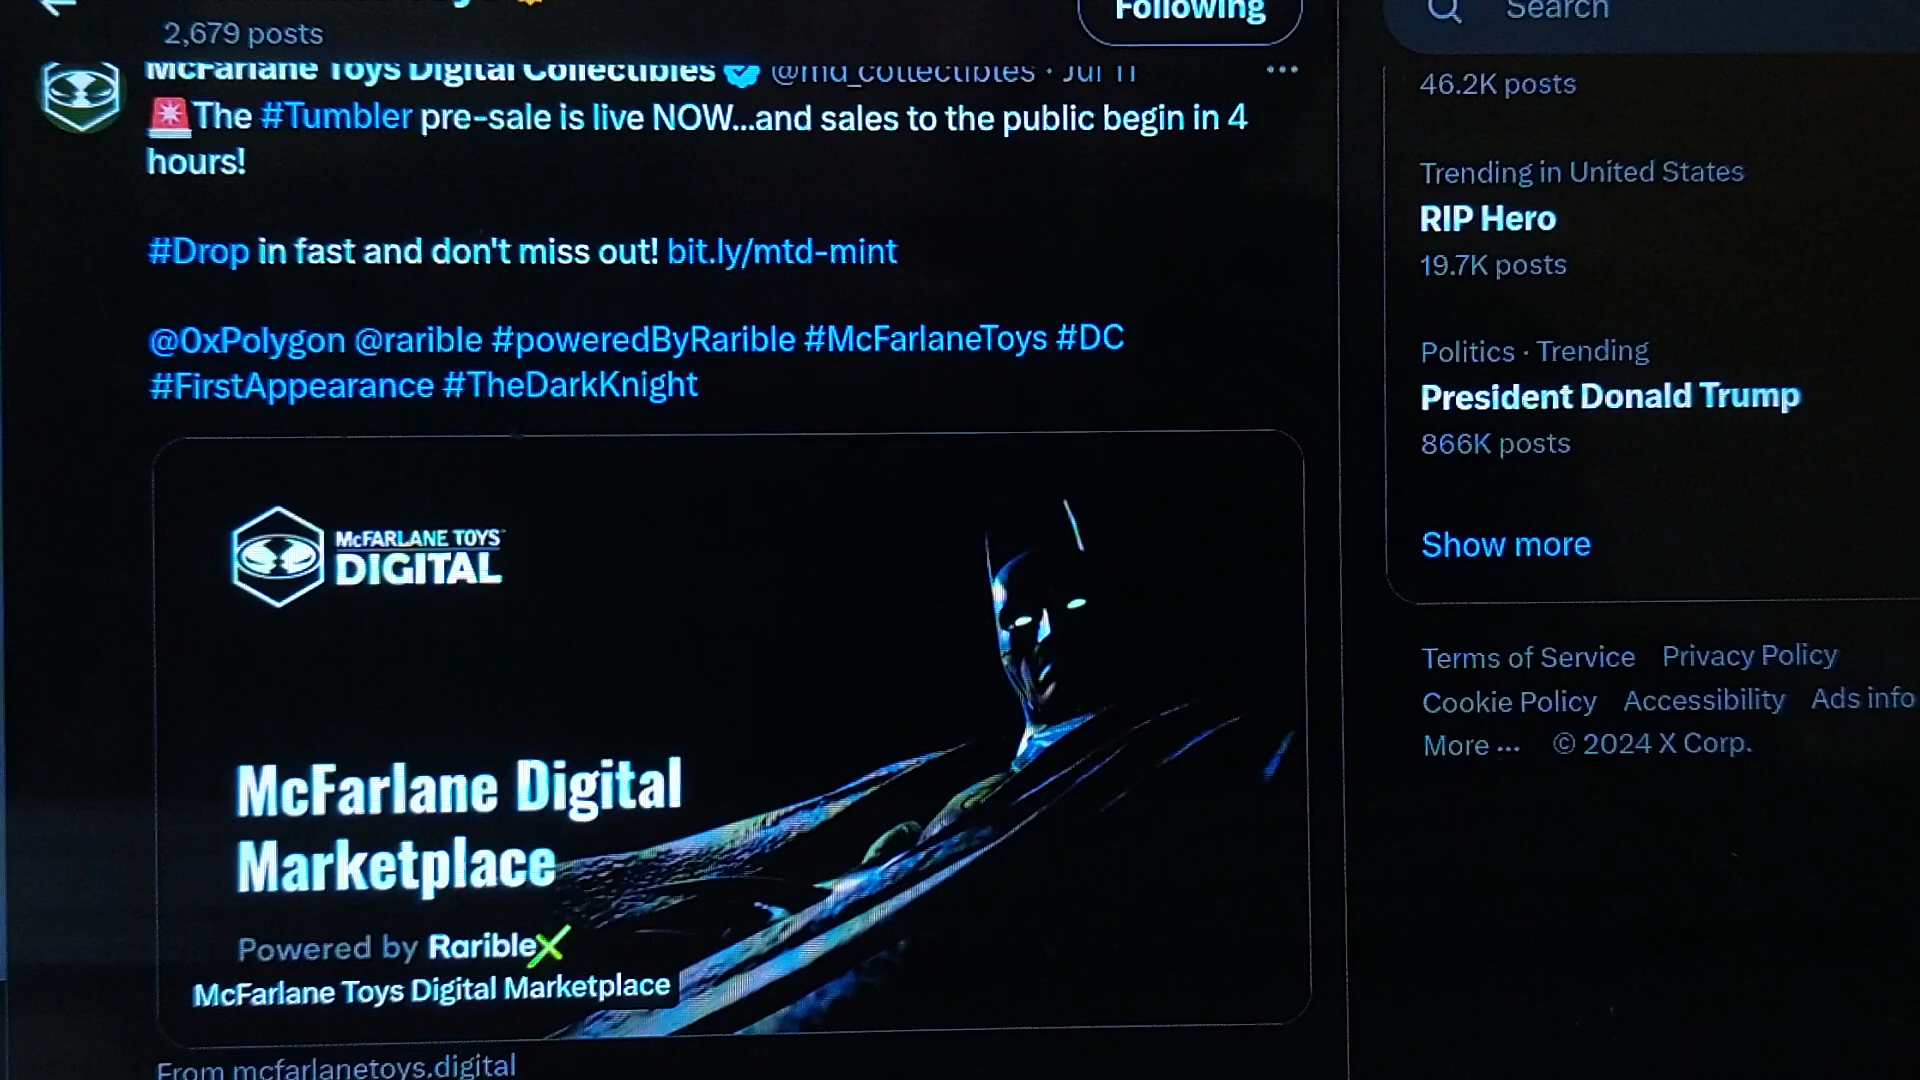 2,679 posts
Following
Search
McFarlane Toys Digital Collectibles @md_collectibles · Jul 11
The #Tumbler pre-sale is live NOW...and sales to the public begin in 4
hours!
#Drop in fast and don't miss out! bit.ly/mtd-mint
@0xPolygon @rarible #poweredByRarible #McFarlaneToys #DC
#FirstAppearance #TheDarkKnight
McFARLANE TOYS™
DIGITAL
McFarlane Digital
Marketplace
Powered by RaribleX
McFarlane Toys Digital Marketplace
From mcfarlanetoys.digital
46.2K posts
Trending in United States
RIP Hero
19.7K posts
Politics · Trending
President Donald Trump
866K posts
Show more
Terms of Service Privacy Policy
Cookie Policy Accessibility Ads info
More ··· © 2024 X Corp.